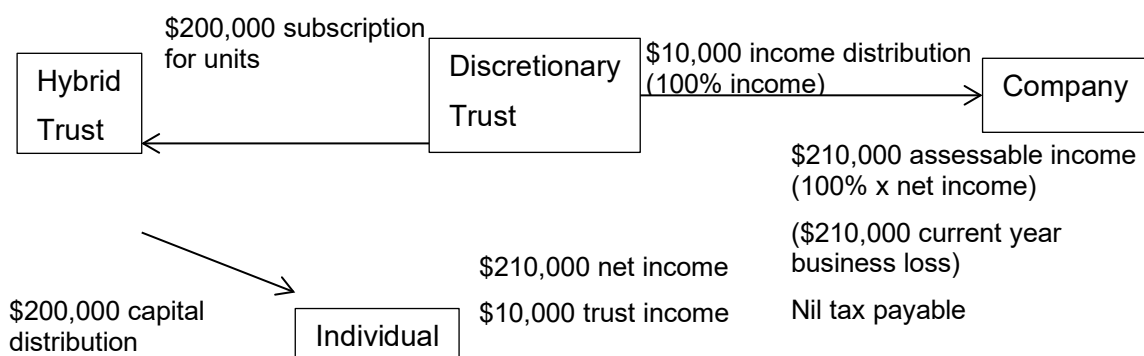 $200,000 subscription
for units
Hybrid
Trust
Discretionary
Trust
$10,000 income distribution
(100% income)
Company
$210,000 assessable income
(100% x net income)
($210,000 current year
business loss)
Nil tax payable
$210,000 net income
$10,000 trust income
$200,000 capital
distribution
Individual